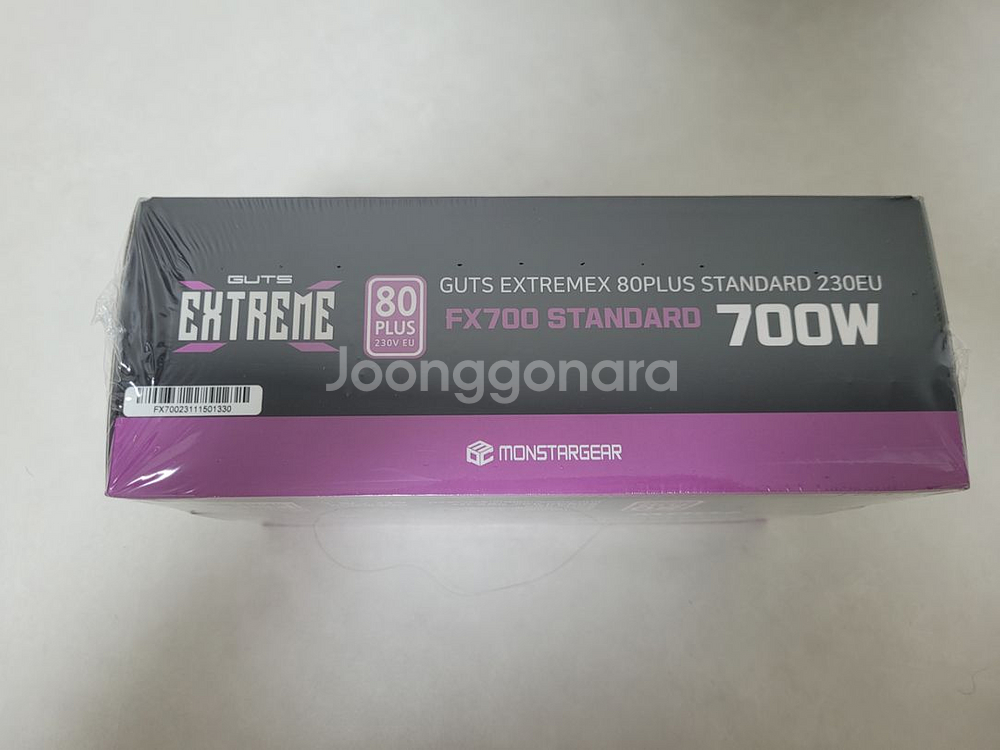 GUTS
EXTREME
80
PLUS
230V EU
GUTS EXTREMEX 80PLUS STANDARD 230EU
FX700 STANDARD 700W
Joonggonara
FX70023111501330
MONSTARGEAR